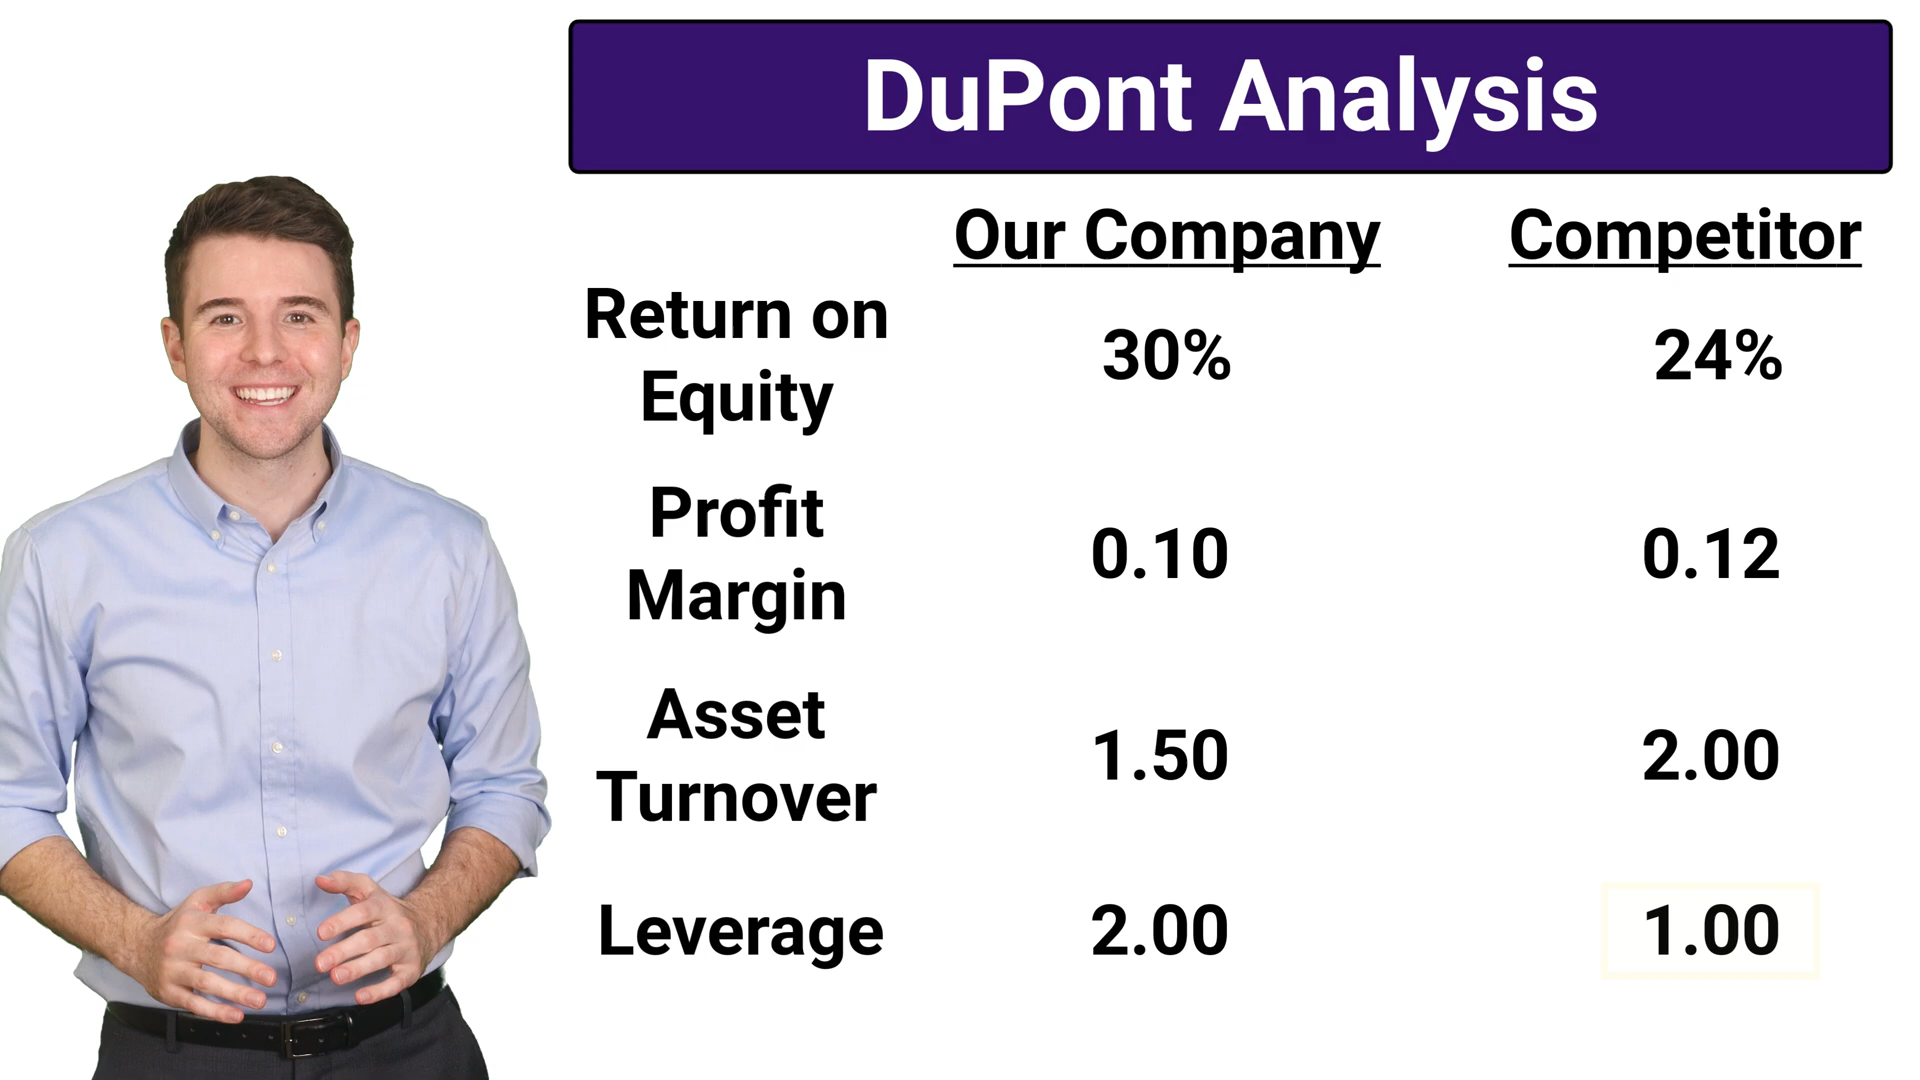 DuPont Analysis
Our Company Competitor
Return on
Equity
30% 24%
Profit
Margin
0.10 0.12
Asset
Turnover
1.50 2.00
Leverage 2.00 1.00